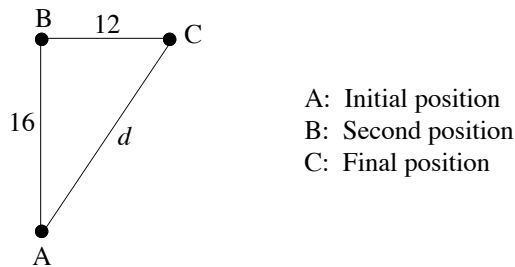 B
12
C
16
d
A
A: Initial position
B: Second position
C: Final position